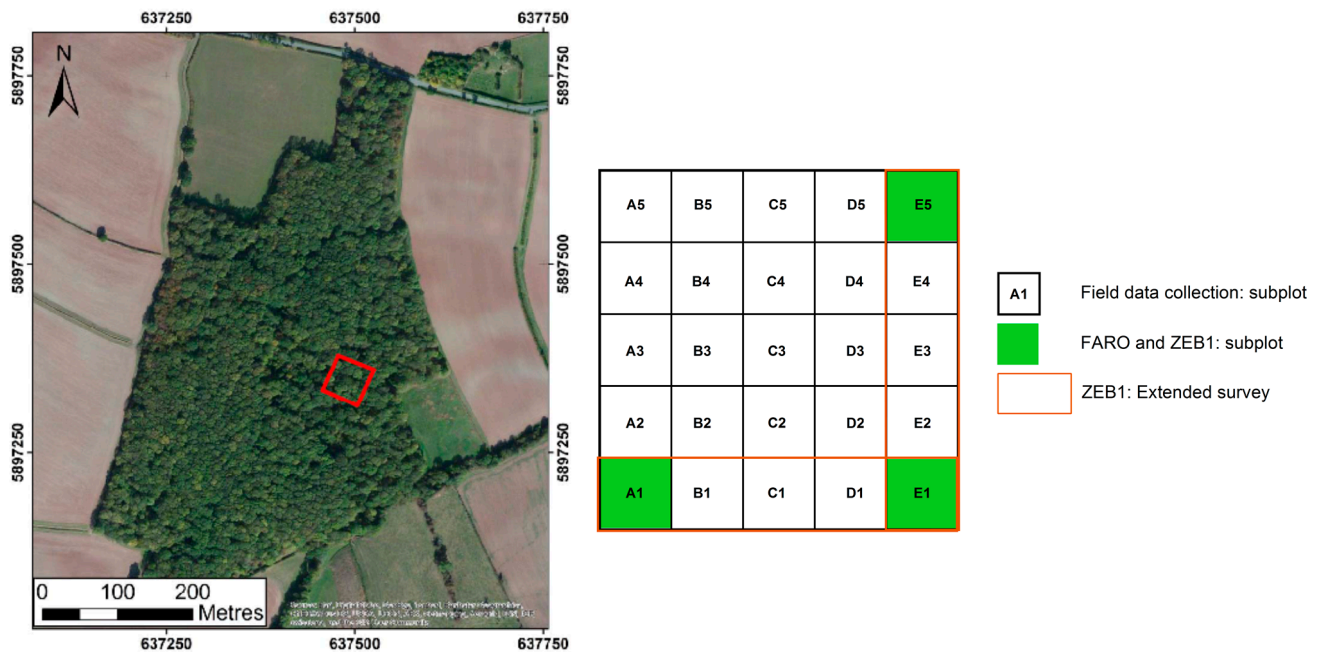 637250 637500 637750
N
5897750 5897750
5897500 5897500
5897250 5897250
0 100 200
Metres
637250 637500 637750
A5 B5 C5 D5 E5
A4 B4 C4 D4 E4
A3 B3 C3 D3 E3
A2 B2 C2 D2 E2
A1 B1 C1 D1 E1
A1 Field data collection: subplot
FARO and ZEB1: subplot
ZEB1: Extended survey